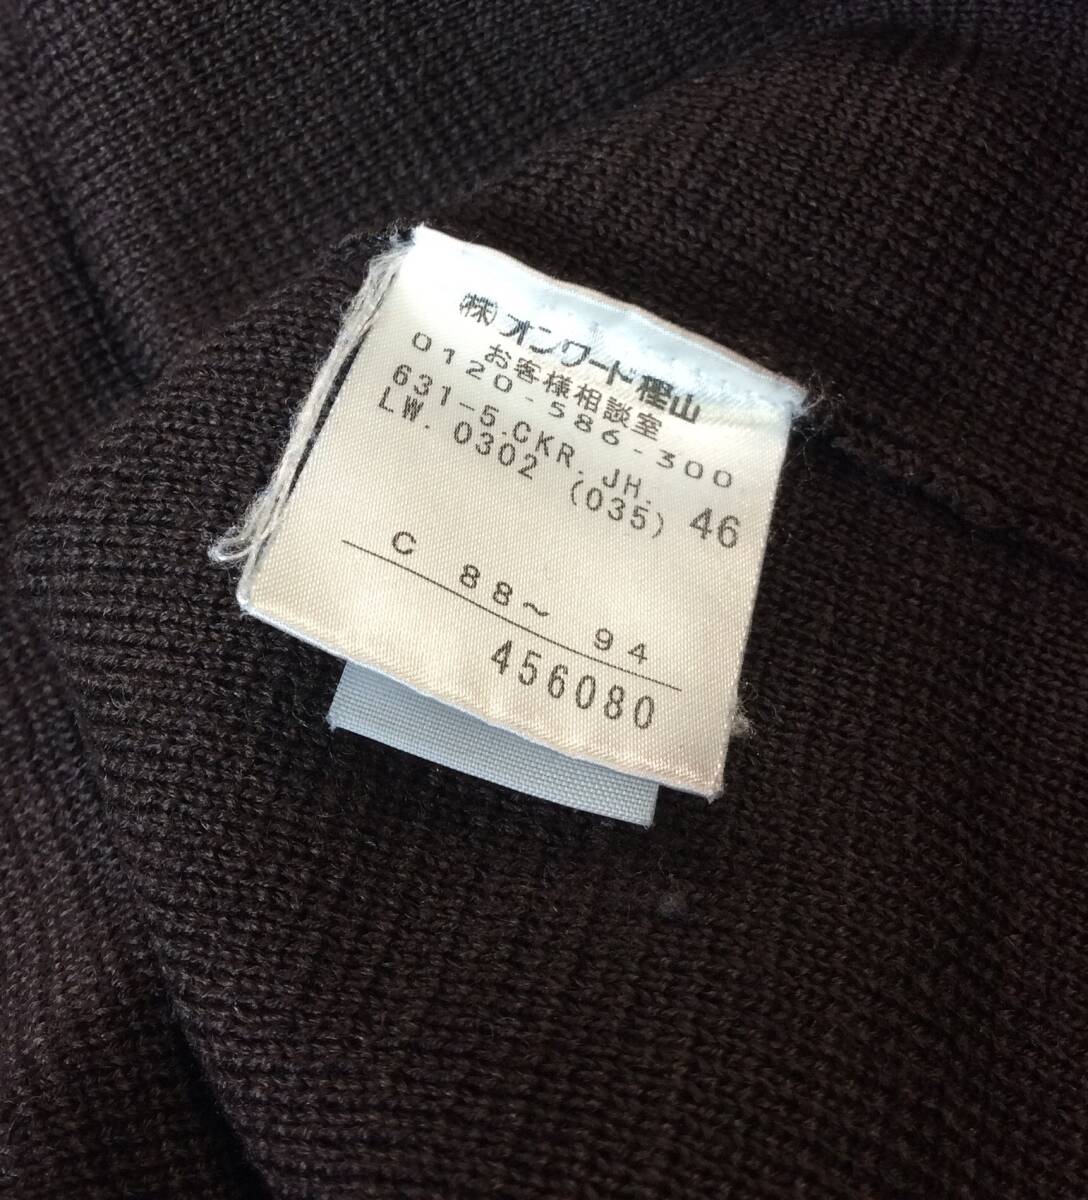 (株)オンワード樫山
お客様相談室
0120-586-300
631-5.CKR.JH.
LW.0302 (035) 46
C 88~ 94
456080